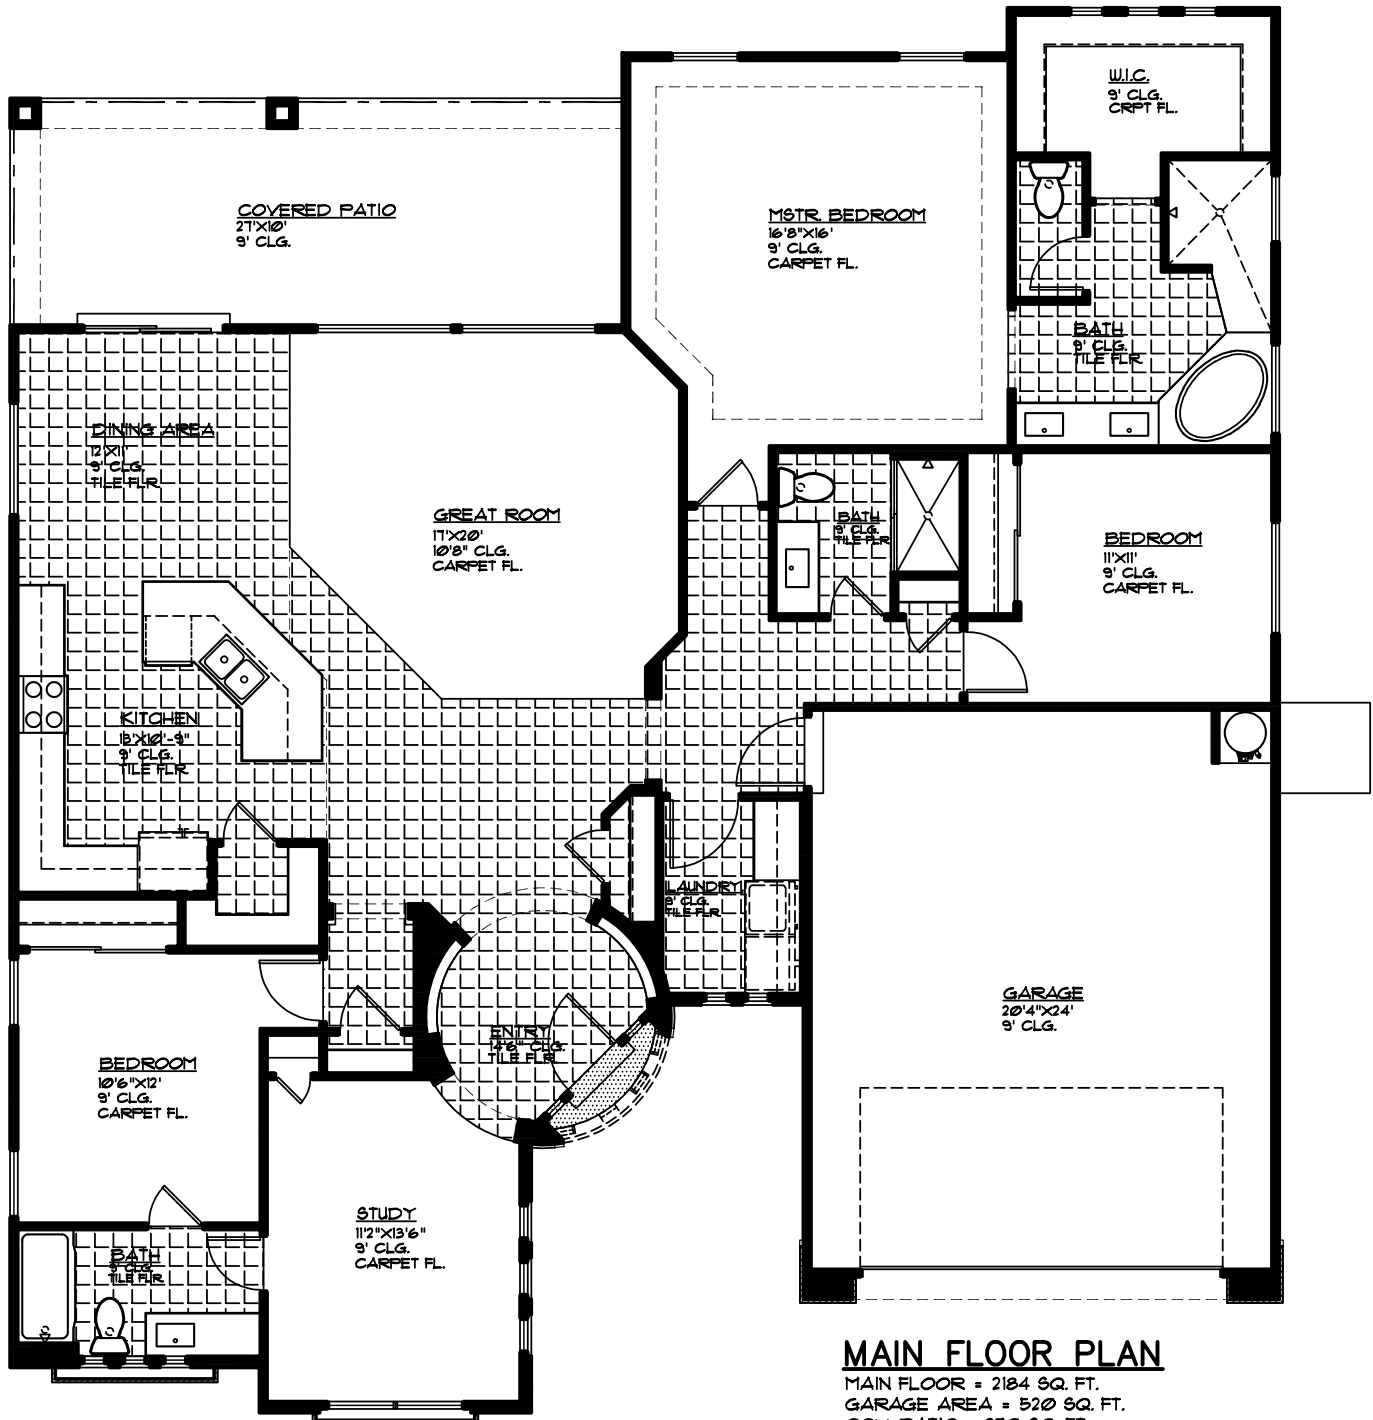 W.I.C.
9' CLG.
CRPT FL.
COVERED PATIO
27'X10'
9' CLG.
MSTR. BEDROOM
16'8"X16'
9' CLG.
CARPET FL.
BATH
9' CLG.
TILE FLR.
DINING AREA
12'X11'
9' CLG.
TILE FLR.
GREAT ROOM
17'X20'
10'8" CLG.
CARPET FL.
BATH
9' CLG.
TILE FLR.
BEDROOM
11'X11'
9' CLG.
CARPET FL.
KITCHEN
13'X10'-9"
9' CLG.
TILE FLR.
LAUNDRY
9' CLG.
TILE FLR.
GARAGE
20'4"X24'
9' CLG.
ENTRY
14'6" CLG.
TILE FLR.
BEDROOM
10'6"X12'
9' CLG.
CARPET FL.
STUDY
11'2"X13'6"
9' CLG.
CARPET FL.
BATH
9' CLG.
TILE FLR.
MAIN FLOOR PLAN
MAIN FLOOR = 2184 SQ. FT.
GARAGE AREA = 520 SQ. FT.